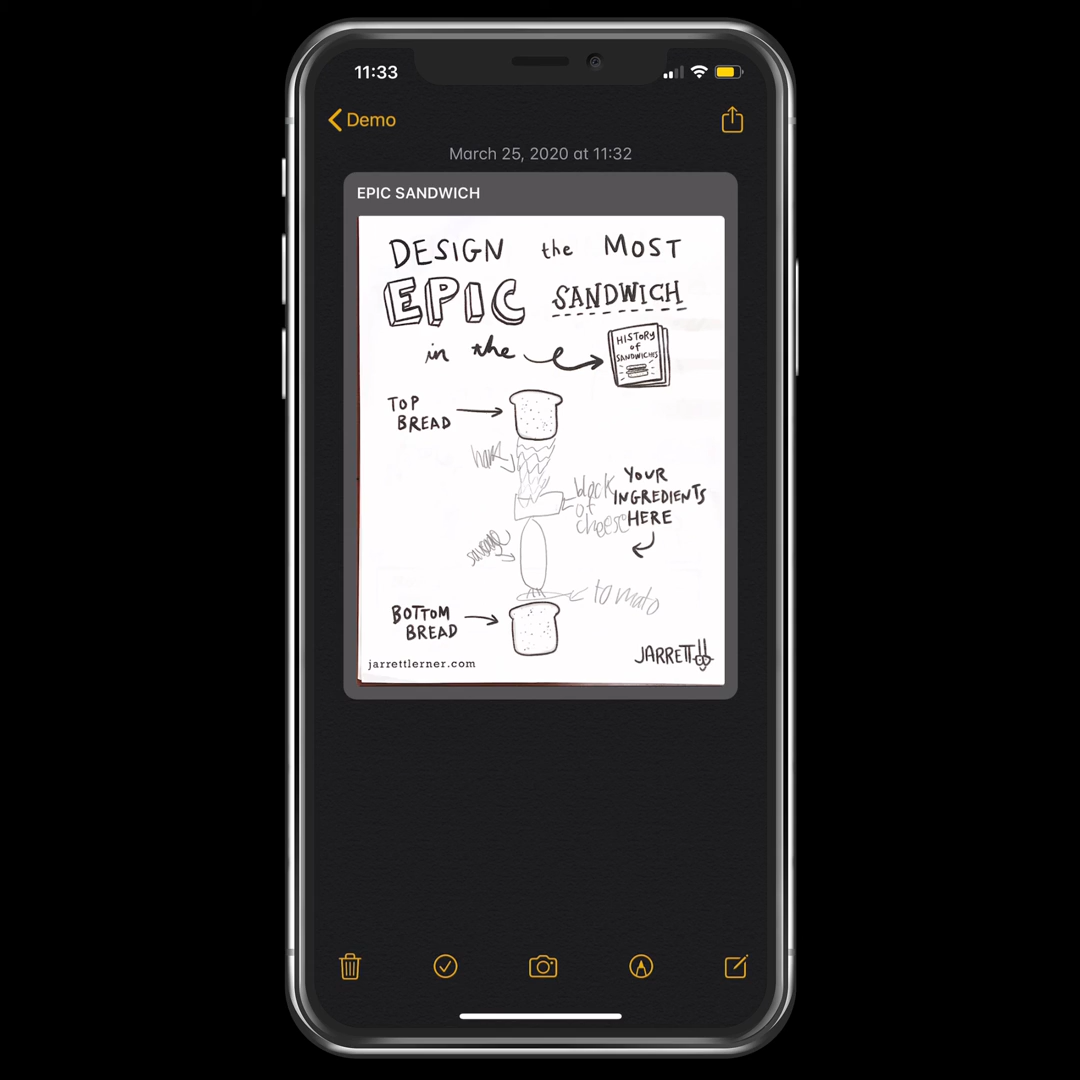 11:33
Demo
March 25, 2020 at 11:32
EPIC SANDWICH
DESIGN the MOST
EPIC SANDWICH
in the
HISTORY
of
SANDWICHES
TOP
BREAD
ham
block
of
cheese
YOUR
INGREDIENTS
HERE
sausage
tomato
BOTTOM
BREAD
JARRETT
jarrettlerner.com